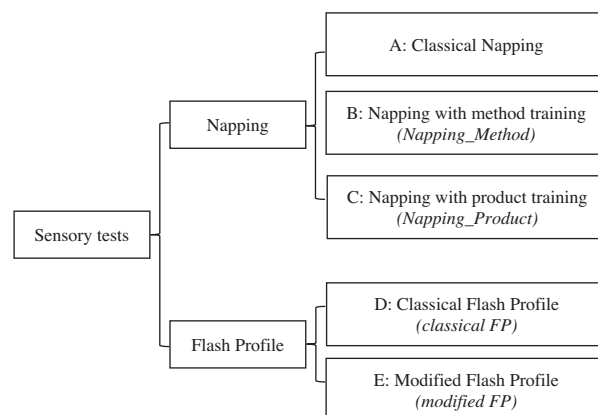 A: Classical Napping
B: Napping with method training
(Napping_Method)
Napping
C: Napping with product training
(Napping_Product)
Sensory tests
D: Classical Flash Profile
(classical FP)
Flash Profile
E: Modified Flash Profile
(modified FP)